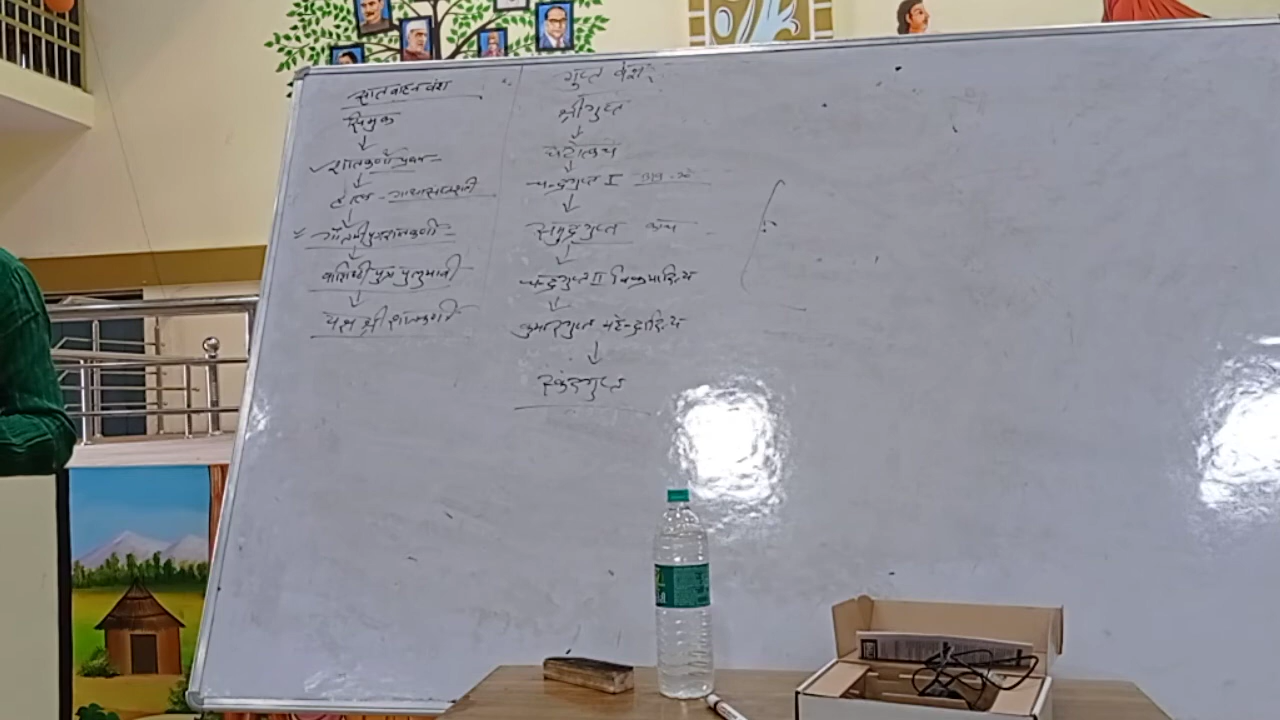 सातवाहन वंश
सिमुक
↓
शातकर्णी प्रथम -
↓
हाल - गाथासप्तशती
↓
गौतमीपुत्र शातकर्णी -
↓
वाशिष्ठी पुत्र पुलुमावी
↓
यज्ञ श्री शातकर्णी
गुप्त वंश:
श्रीगुप्त
↓
घटोत्कच
↓
चन्द्रगुप्त I
↓
समुद्रगुप्त
↓
चन्द्रगुप्त II विक्रमादित्य
↓
कुमारगुप्त महेन्द्रादित्य
↓
स्कंदगुप्त